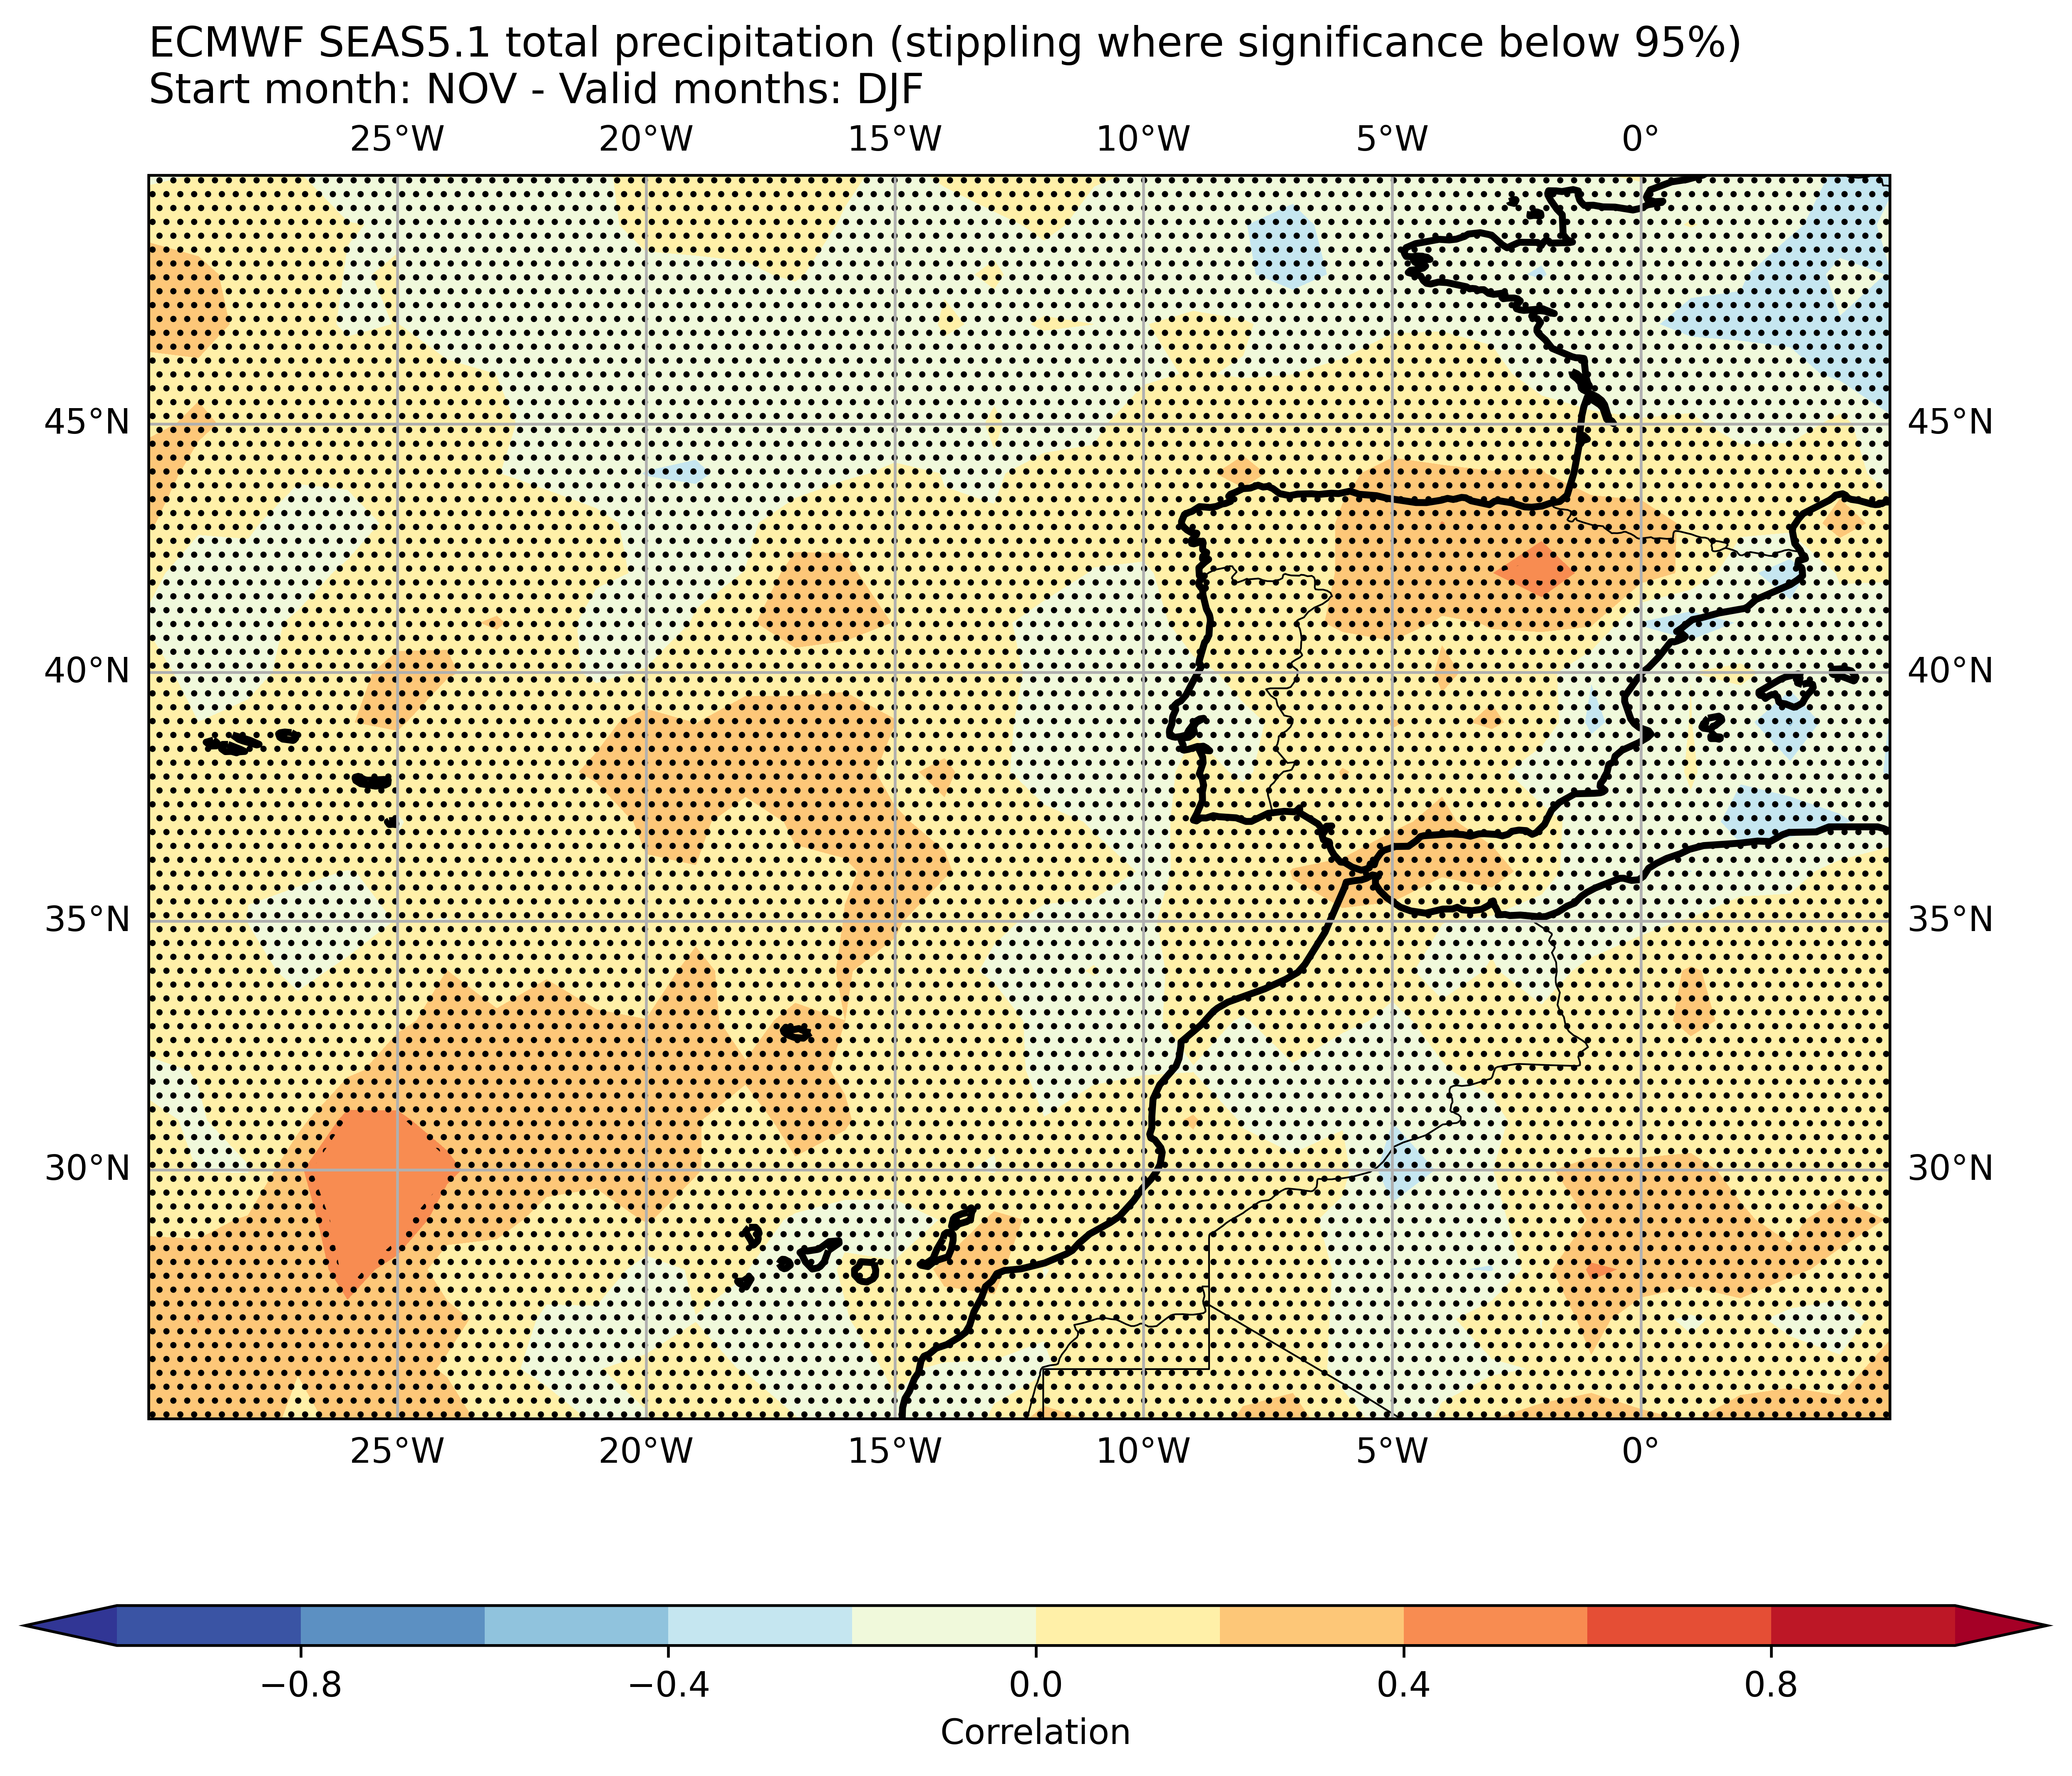 ECMWF SEAS5.1 total precipitation (stippling where significance below 95%)
Start month: NOV - Valid months: DJF
25°W 20°W 15°W 10°W 5°W 0°
45°N 45°N
40°N 40°N
35°N 35°N
30°N 30°N
25°W 20°W 15°W 10°W 5°W 0°
−0.8 −0.4 0.0 0.4 0.8
Correlation